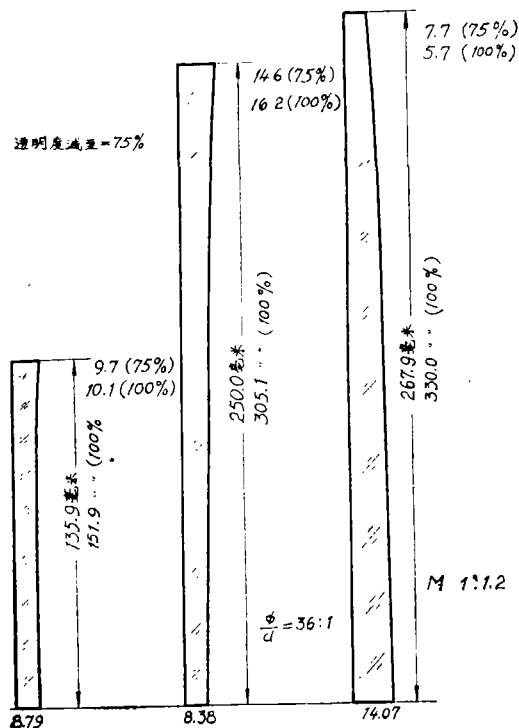 7.7 (75%)
5.7 (100%)
14.6 (75%)
16.2 (100%)
透明度减至=75%
9.7 (75%)
10.1 (100%)
135.9毫米
151.9 〃 〃 (100%
250.0毫米
305.1 〃 〃 (100%)
267.9毫米
330.0 〃 〃 (100%)
M 1:1.2
ϕ/d = 36:1
8.79
8.38
14.07